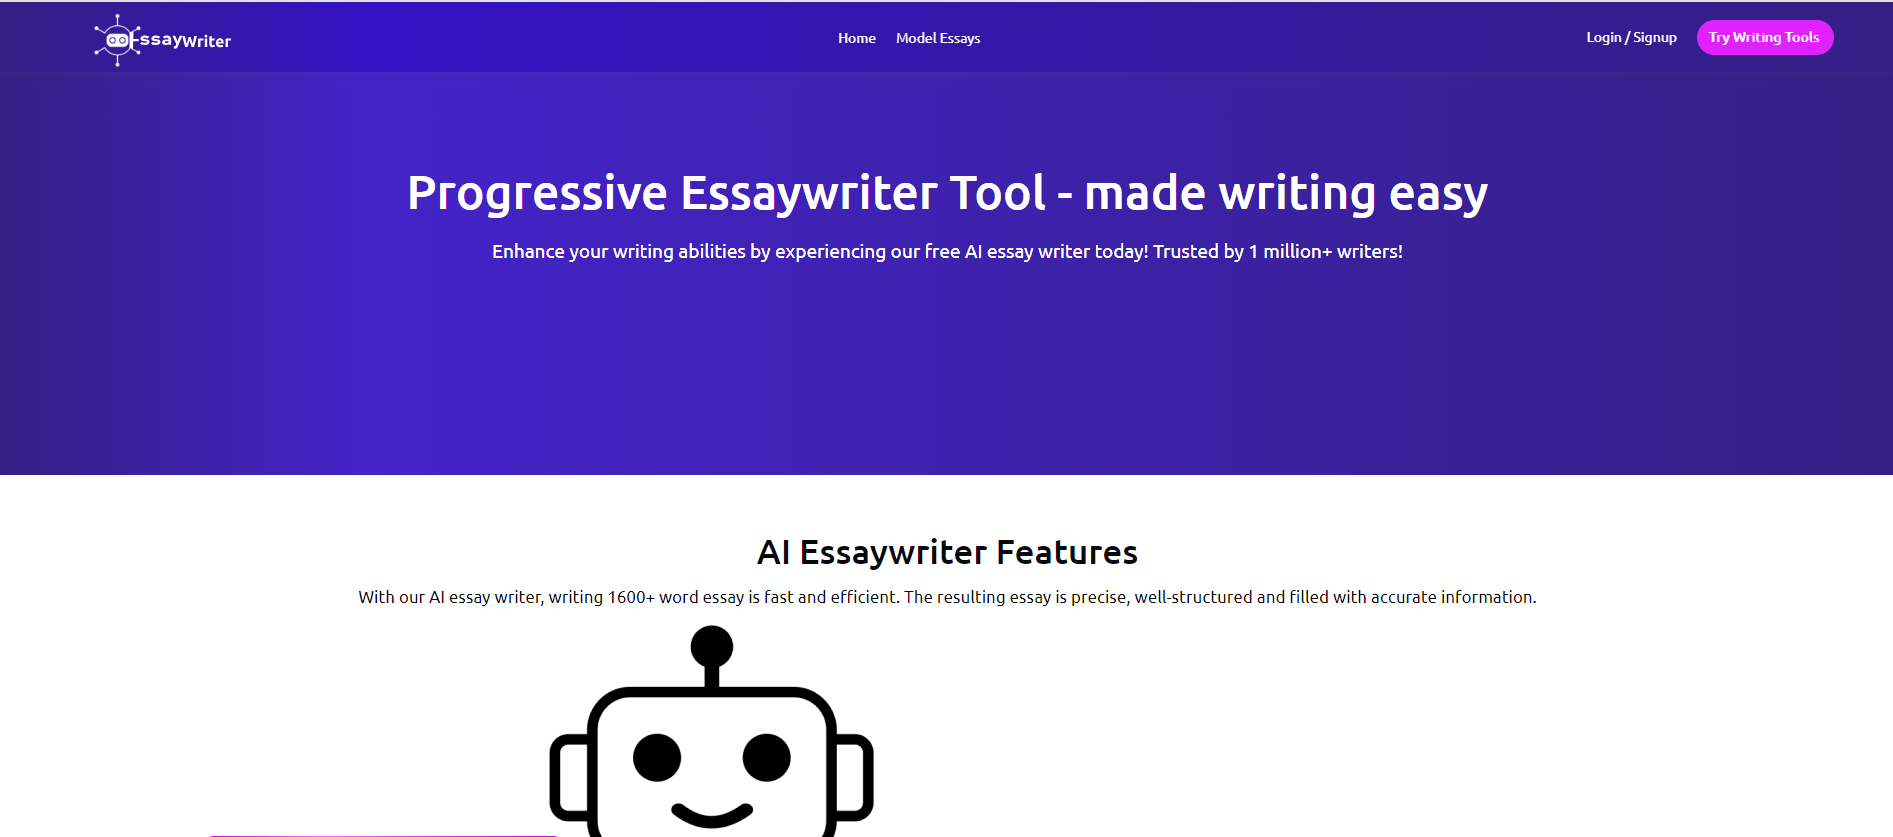 EssayWriter
Home Model Essays
Login / Signup
Try Writing Tools
Progressive Essaywriter Tool - made writing easy
Enhance your writing abilities by experiencing our free AI essay writer today! Trusted by 1 million+ writers!
AI Essaywriter Features
With our AI essay writer, writing 1600+ word essay is fast and efficient. The resulting essay is precise, well-structured and filled with accurate information.